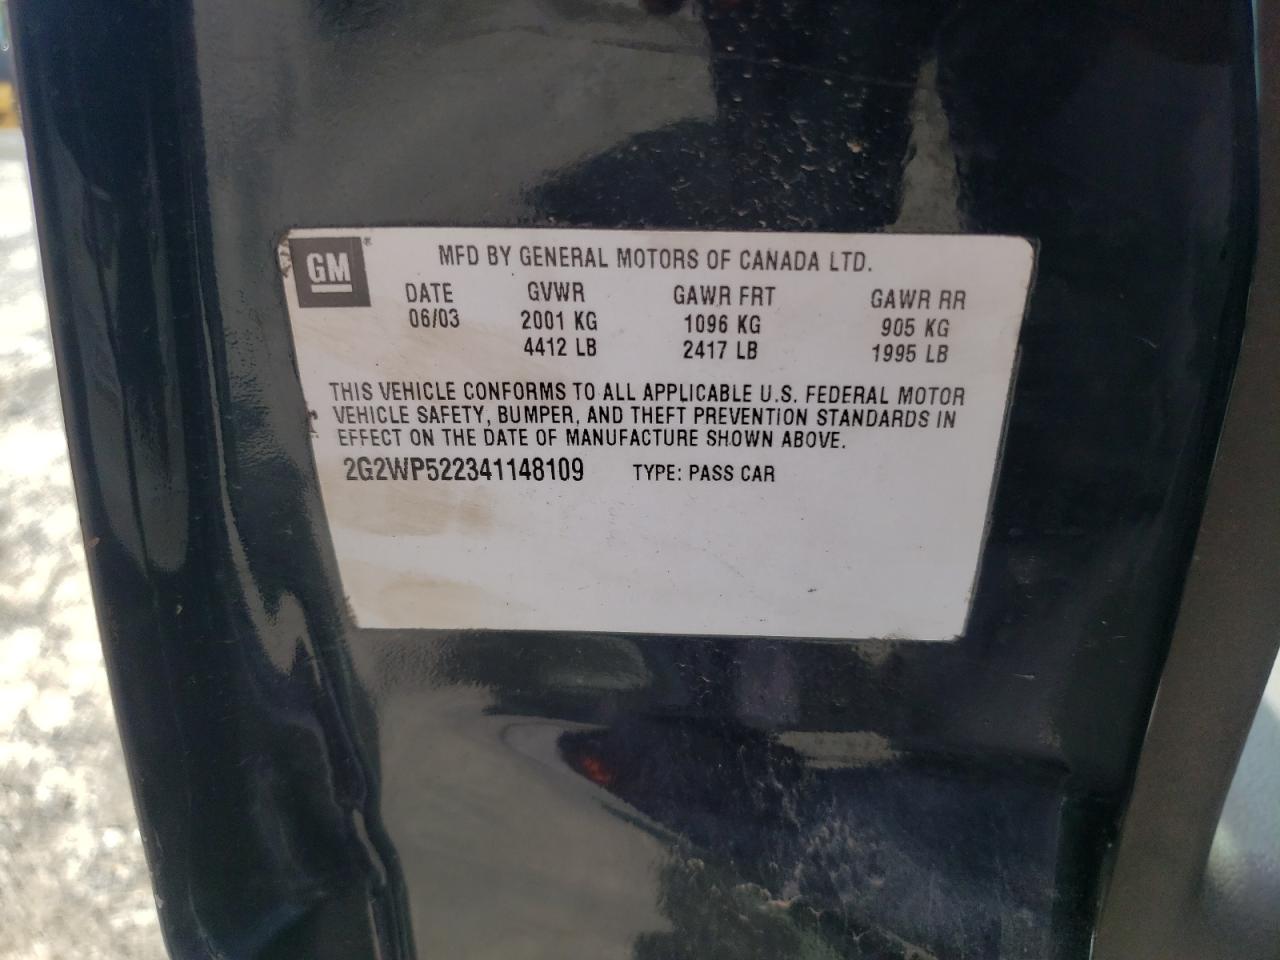 GM®
MFD BY GENERAL MOTORS OF CANADA LTD.
DATE GVWR GAWR FRT GAWR RR
06/03 2001 KG 1096 KG 905 KG
4412 LB 2417 LB 1995 LB
THIS VEHICLE CONFORMS TO ALL APPLICABLE U.S. FEDERAL MOTOR
VEHICLE SAFETY, BUMPER, AND THEFT PREVENTION STANDARDS IN
EFFECT ON THE DATE OF MANUFACTURE SHOWN ABOVE.
2G2WP522341148109 TYPE: PASS CAR